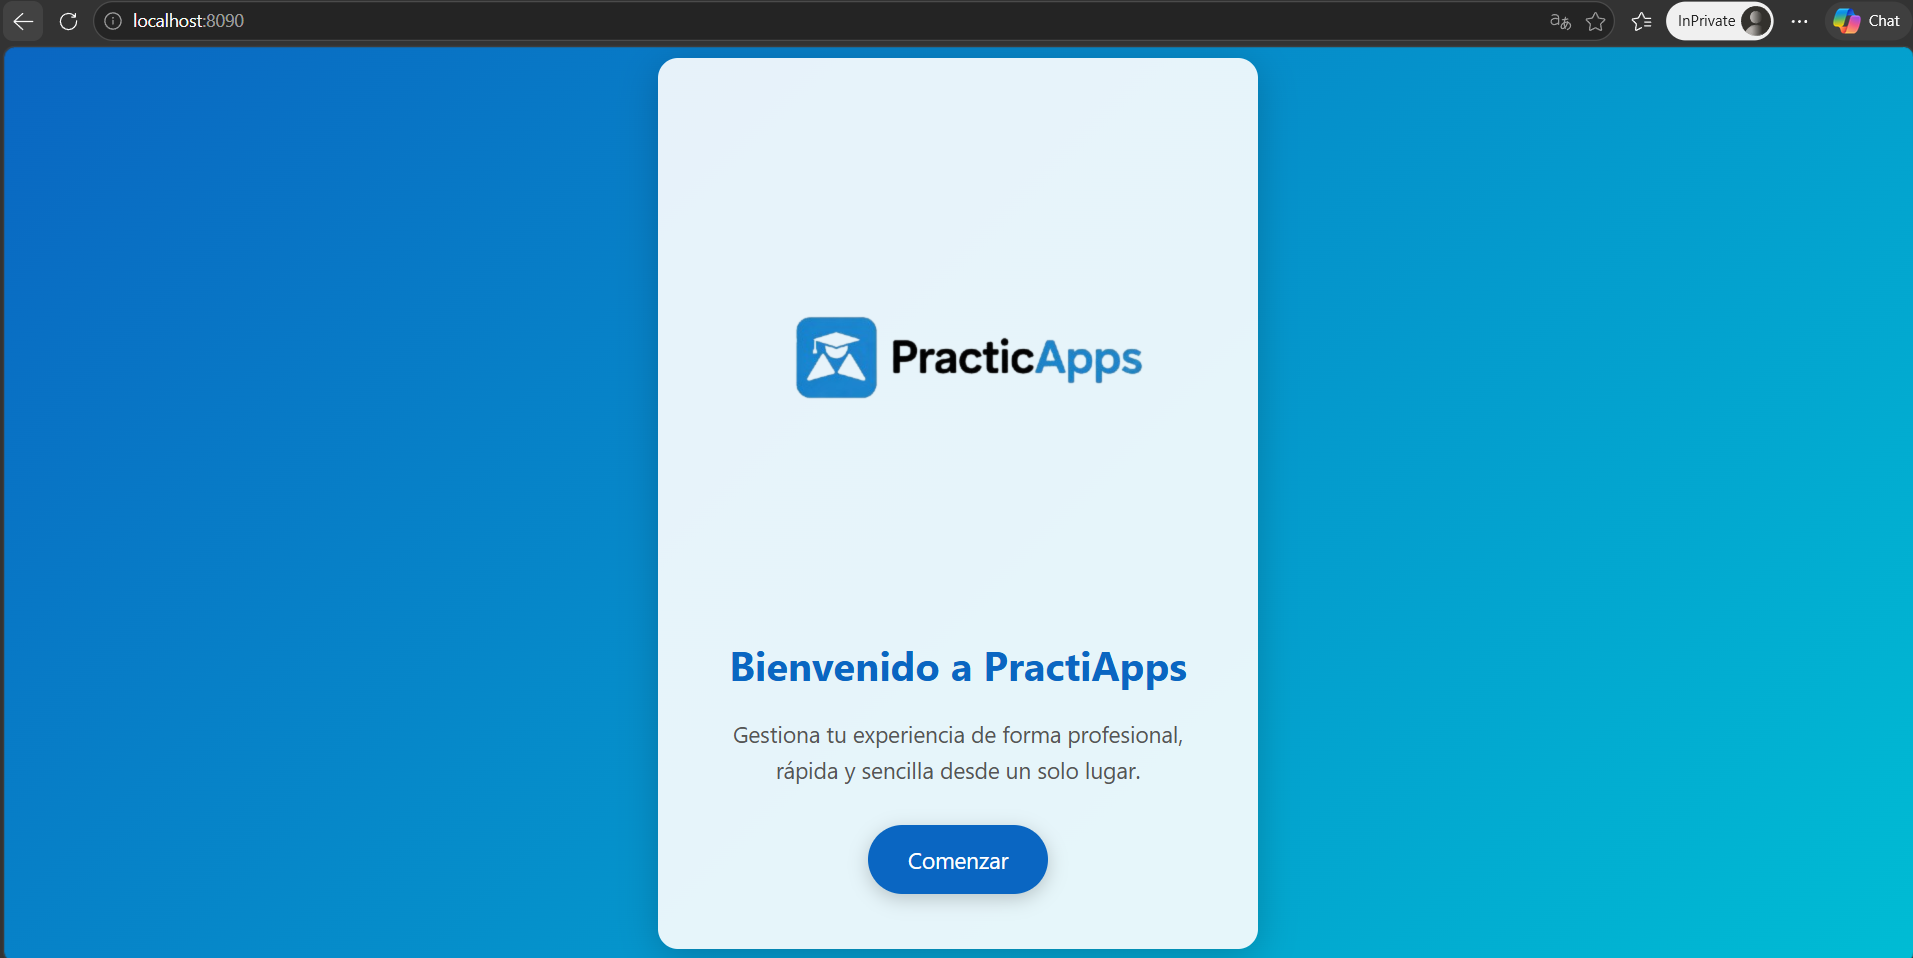 localhost:8090
InPrivate
Chat
PracticApps
Bienvenido a PractiApps
Gestiona tu experiencia de forma profesional,
rápida y sencilla desde un solo lugar.
Comenzar